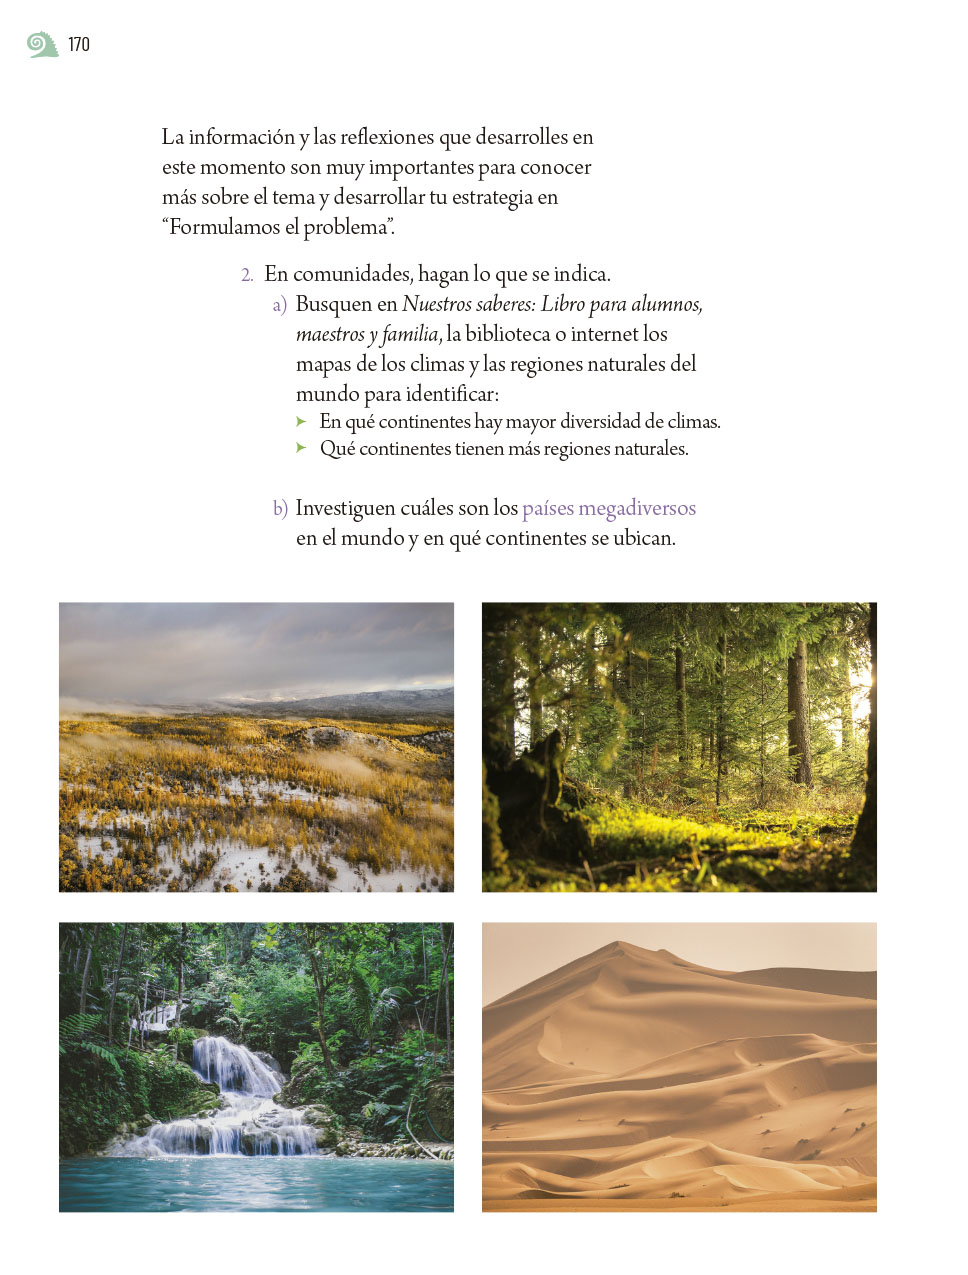 170
La información y las reflexiones que desarrolles en
este momento son muy importantes para conocer
más sobre el tema y desarrollar tu estrategia en
“Formulamos el problema”.
2. En comunidades, hagan lo que se indica.
a) Busquen en Nuestros saberes: Libro para alumnos,
maestros y familia, la biblioteca o internet los
mapas de los climas y las regiones naturales del
mundo para identificar:
➤ En qué continentes hay mayor diversidad de climas.
➤ Qué continentes tienen más regiones naturales.
b) Investiguen cuáles son los países megadiversos
en el mundo y en qué continentes se ubican.